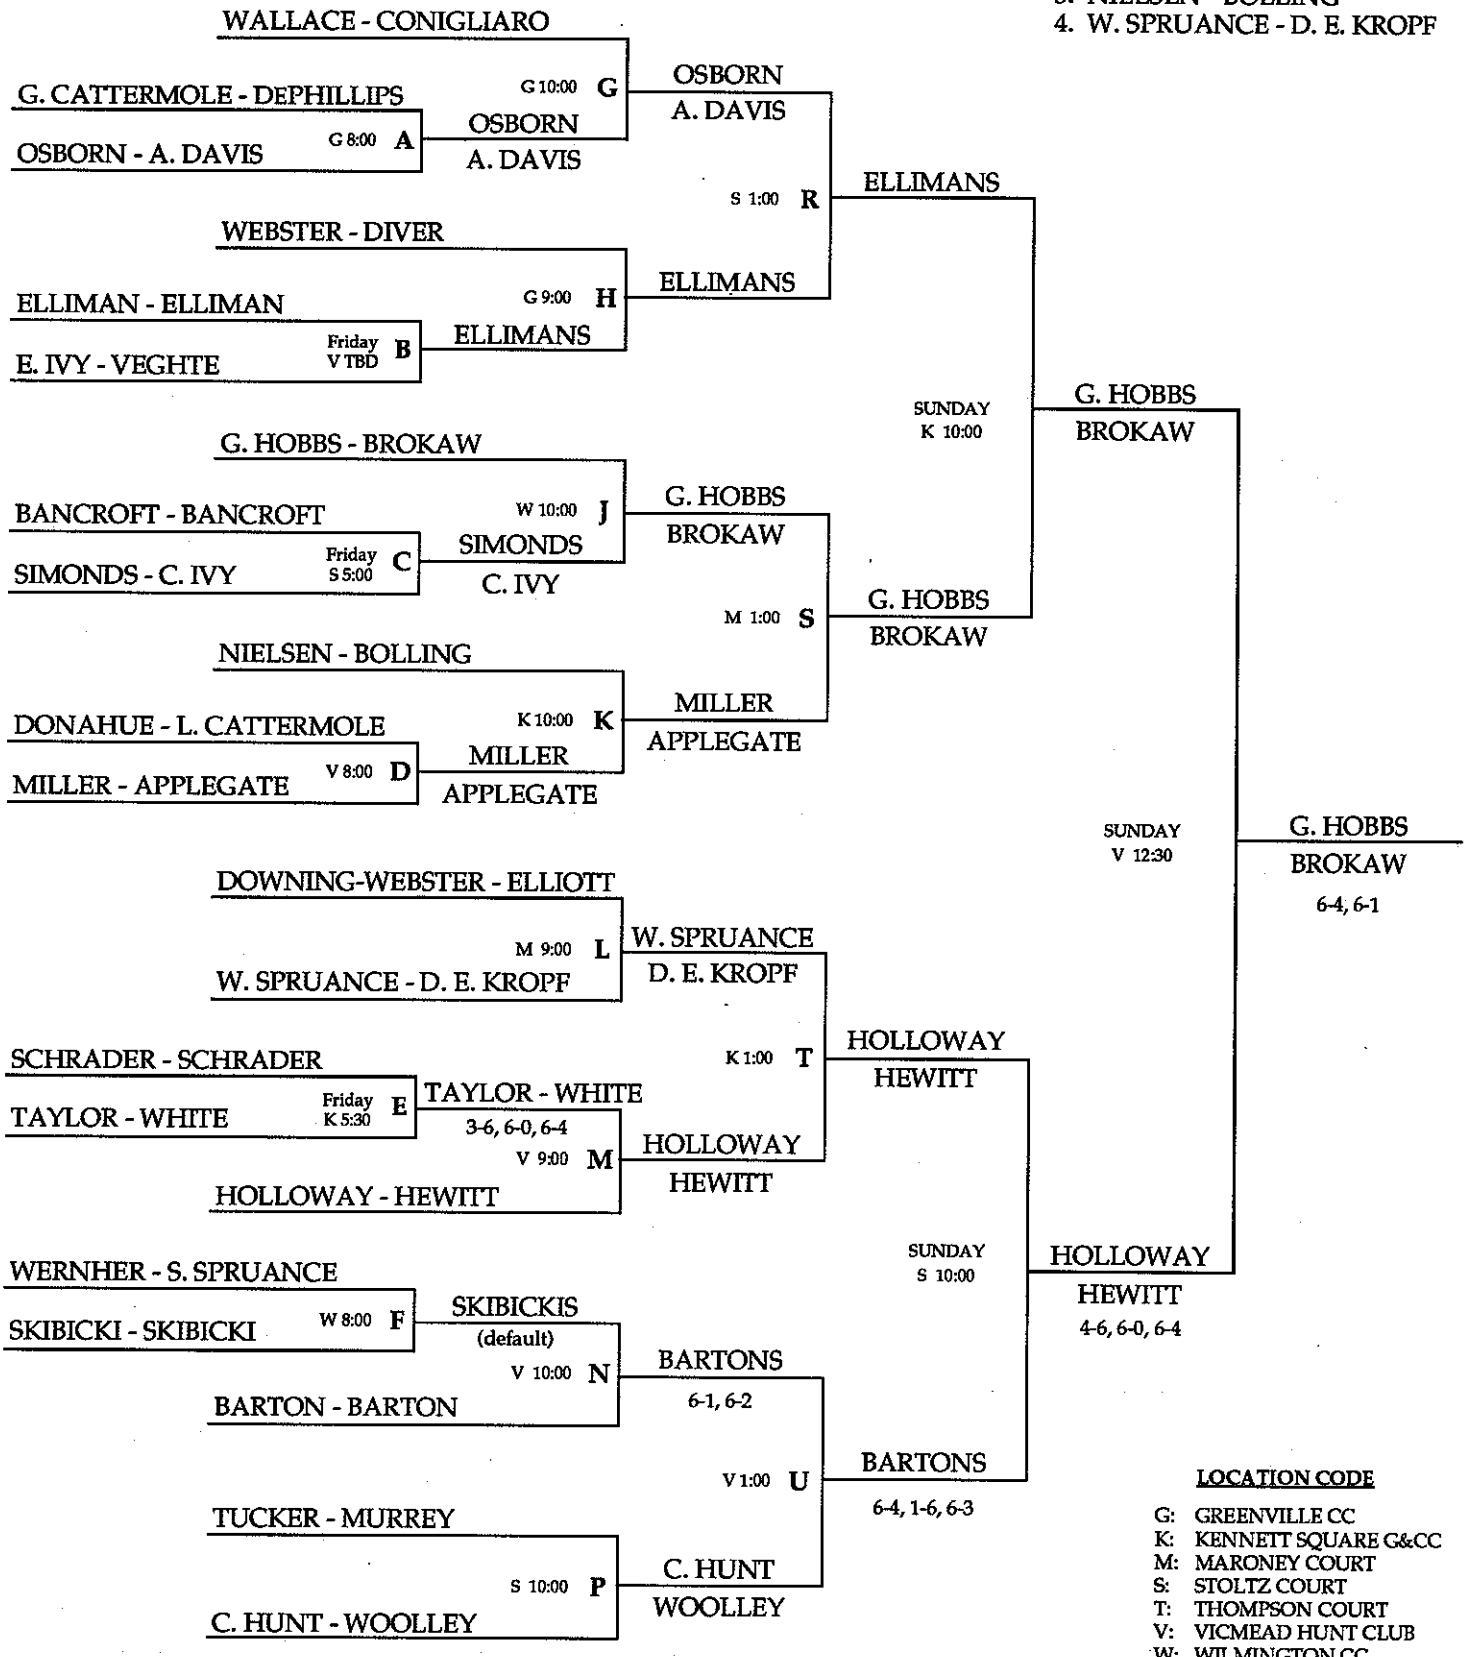 3. NIELSEN - BOLLING
4. W. SPRUANCE - D. E. KROPF
WALLACE - CONIGLIARO
G. CATTERMOLE - DEPHILLIPS
G 10:00 G
OSBORN
A. DAVIS
OSBORN - A. DAVIS
G 8:00 A
OSBORN
A. DAVIS
S 1:00 R
ELLIMANS
WEBSTER - DIVER
ELLIMAN - ELLIMAN
G 9:00 H
ELLIMANS
E. IVY - VEGHTE
Friday
V TBD B
ELLIMANS
SUNDAY
K 10:00
G. HOBBS
BROKAW
G. HOBBS - BROKAW
BANCROFT - BANCROFT
W 10:00 J
G. HOBBS
BROKAW
SIMONDS - C. IVY
Friday
S 5:00 C
SIMONDS
C. IVY
M 1:00 S
G. HOBBS
BROKAW
NIELSEN - BOLLING
DONAHUE - L. CATTERMOLE
K 10:00 K
MILLER
APPLEGATE
MILLER - APPLEGATE
V 8:00 D
MILLER
APPLEGATE
SUNDAY
V 12:30
G. HOBBS
BROKAW
6-4, 6-1
DOWNING-WEBSTER - ELLIOTT
M 9:00 L
W. SPRUANCE
D. E. KROPF
W. SPRUANCE - D. E. KROPF
SCHRADER - SCHRADER
K 1:00 T
HOLLOWAY
HEWITT
TAYLOR - WHITE
Friday
K 5:30 E
TAYLOR - WHITE
3-6, 6-0, 6-4
V 9:00 M
HOLLOWAY
HEWITT
HOLLOWAY - HEWITT
SUNDAY
S 10:00
HOLLOWAY
HEWITT
4-6, 6-0, 6-4
WERNHER - S. SPRUANCE
SKIBICKI - SKIBICKI
W 8:00 F
SKIBICKIS
(default)
V 10:00 N
BARTONS
6-1, 6-2
BARTON - BARTON
V 1:00 U
BARTONS
6-4, 1-6, 6-3
TUCKER - MURREY
S 10:00 P
C. HUNT
WOOLLEY
C. HUNT - WOOLLEY
LOCATION CODE
G: GREENVILLE CC
K: KENNETT SQUARE G&CC
M: MARONEY COURT
S: STOLTZ COURT
T: THOMPSON COURT
V: VICMEAD HUNT CLUB
W: WILMINGTON CC